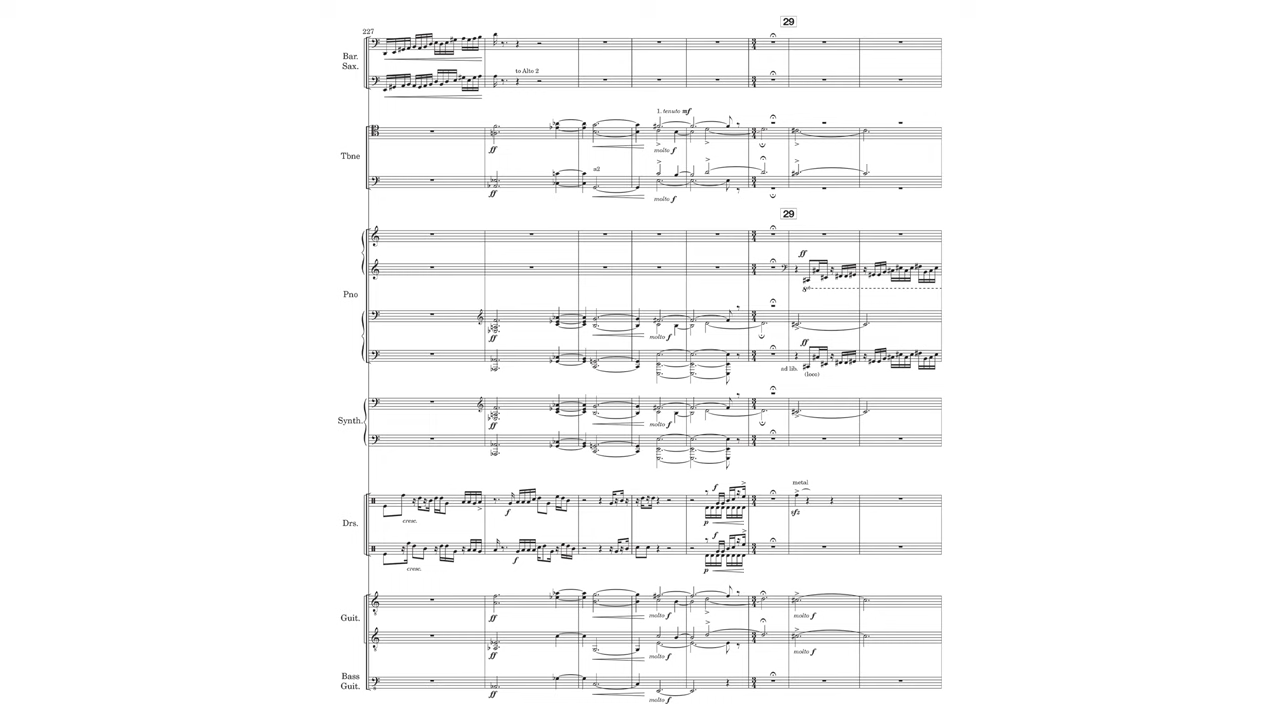 29
227
Bar.
Sax.
to Alto 2
1. tenuto mf
ff
molto f
Tbne
a2
ff
molto f
29
ff
8vb
Pno
ff
molto f
ff
ad lib.
(loco)
Synth.
ff
molto f
metal
f
cresc.
f
sfz
p
Drs.
f
cresc.
f
p
Guit.
ff
molto f
molto f
ff
molto f
molto f
Bass
Guit.
ff
molto f